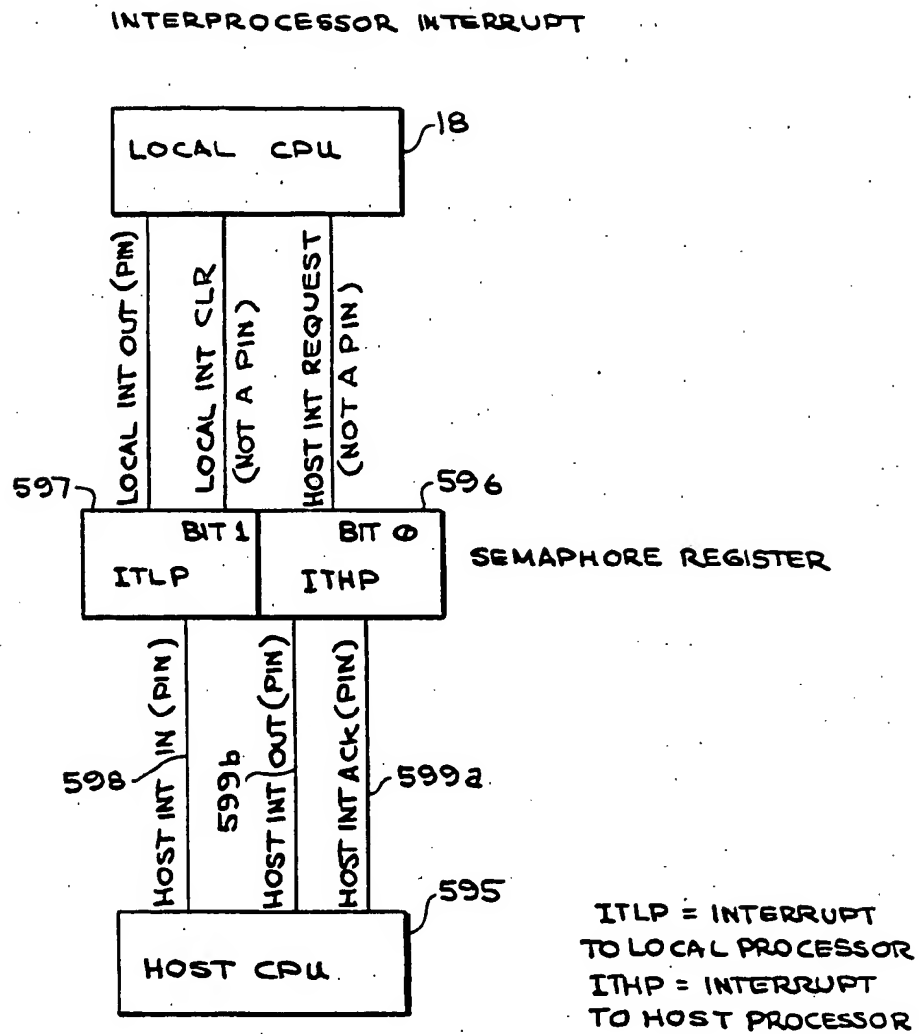 INTERPROCESSOR INTERRUPT
18
LOCAL CPU
LOCAL INT OUT (PIN)
LOCAL INT CLR
(NOT A PIN)
HOST INT REQUEST
(NOT A PIN)
597
596
BIT 1
ITLP
BIT 0
ITHP
SEMAPHORE REGISTER
HOST INT IN (PIN)
598
599b
HOST INT OUT (PIN)
HOST INT ACK (PIN)
599a
595
HOST CPU
ITLP = INTERRUPT
TO LOCAL PROCESSOR
ITHP = INTERRUPT
TO HOST PROCESSOR